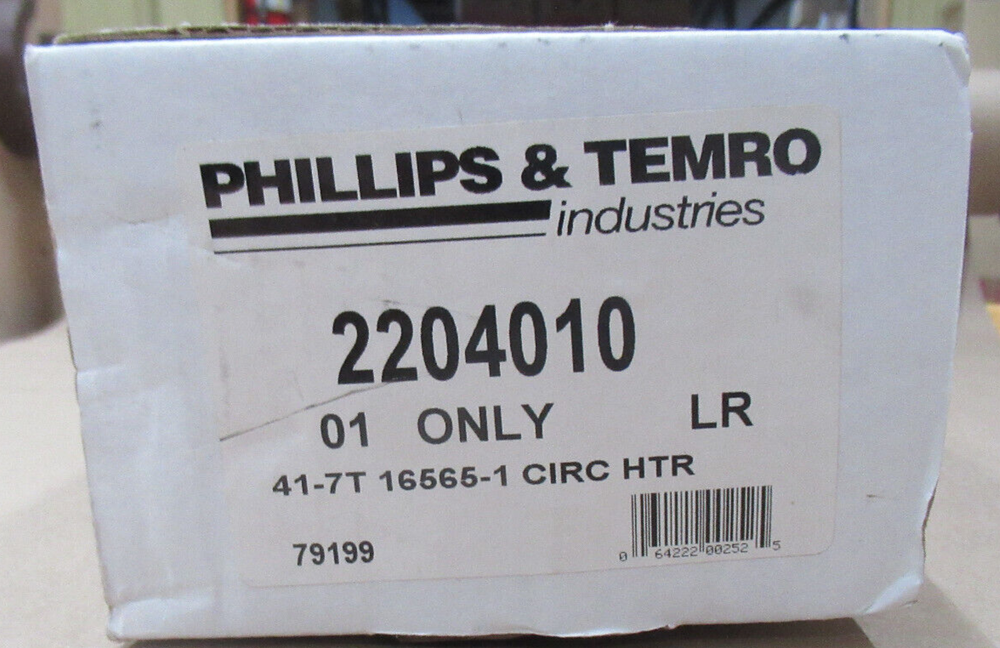 PHILLIPS & TEMRO
industries
2204010
01 ONLY LR
41-7T 16565-1 CIRC HTR
79199
0 64222 00252 5